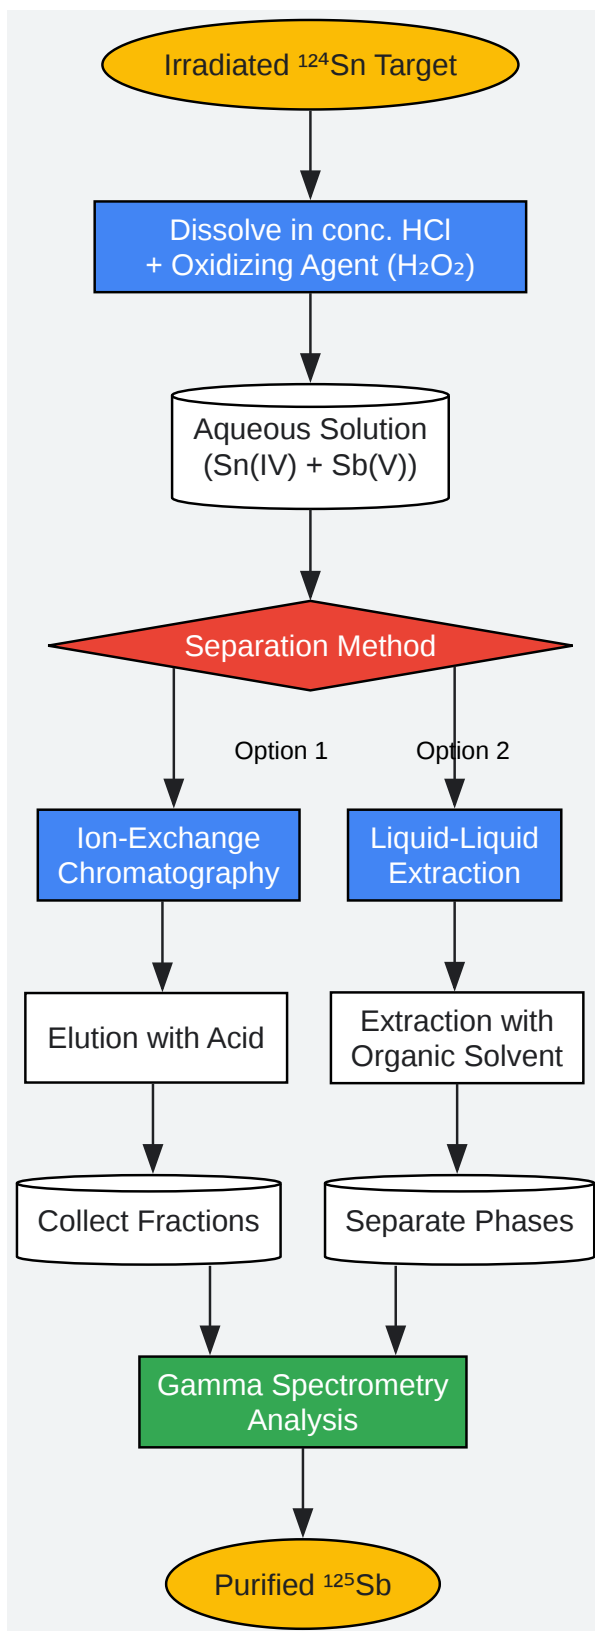 Irradiated ¹²⁴Sn Target
Dissolve in conc. HCl
+ Oxidizing Agent (H₂O₂)
Aqueous Solution
(Sn(IV) + Sb(V))
Separation Method
Option 1
Option 2
Ion-Exchange
Chromatography
Liquid-Liquid
Extraction
Elution with Acid
Extraction with
Organic Solvent
Collect Fractions
Separate Phases
Gamma Spectrometry
Analysis
Purified ¹²⁵Sb